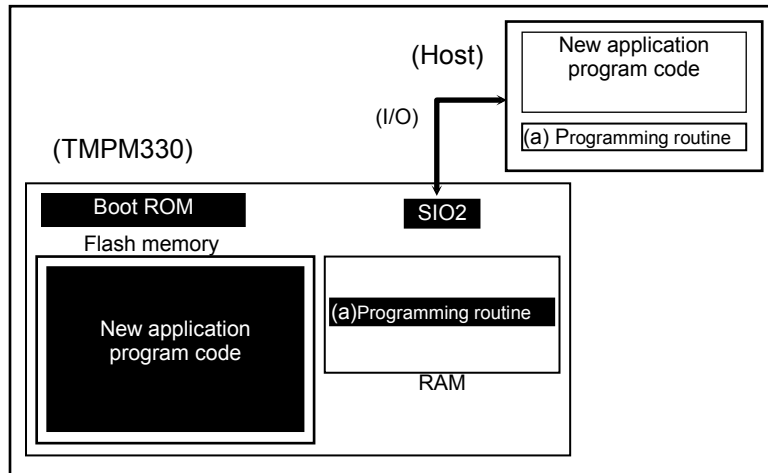 New application
program code
(Host)
(I/O)
(a) Programming routine
(TMPM330)
Boot ROM
SIO2
Flash memory
New application
program code
(a)Programming routine
RAM